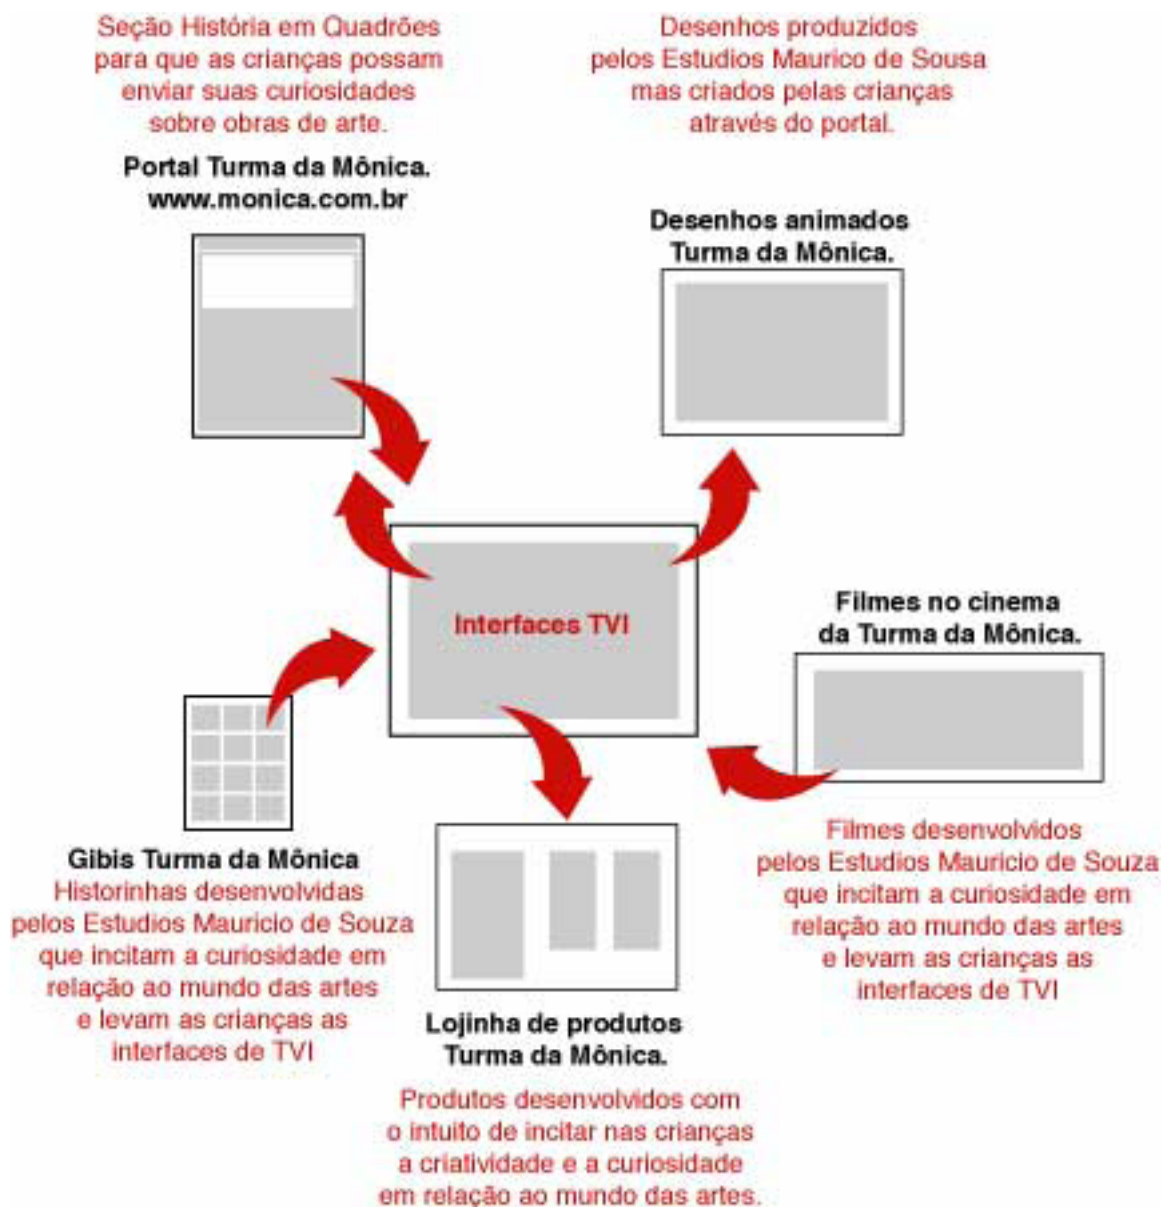 Seção História em Quadrões
para que as crianças possam
enviar suas curiosidades
sobre obras de arte.
Portal Turma da Mônica.
www.monica.com.br
Desenhos produzidos
pelos Estudios Maurico de Sousa
mas criados pelas crianças
através do portal.
Desenhos animados
Turma da Mônica.
Interfaces TVI
Filmes no cinema
da Turma da Mônica.
Filmes desenvolvidos
pelos Estudios Mauricio de Souza
que incitam a curiosidade em
relação ao mundo das artes
e levam as crianças as
interfaces de TVI
Gibis Turma da Mônica
Historinhas desenvolvidas
pelos Estudios Mauricio de Souza
que incitam a curiosidade em
relação ao mundo das artes
e levam as crianças as
interfaces de TVI
Lojinha de produtos
Turma da Mônica.
Produtos desenvolvidos com
o intuito de incitar nas crianças
a criatividade e a curiosidade
em relação ao mundo das artes.